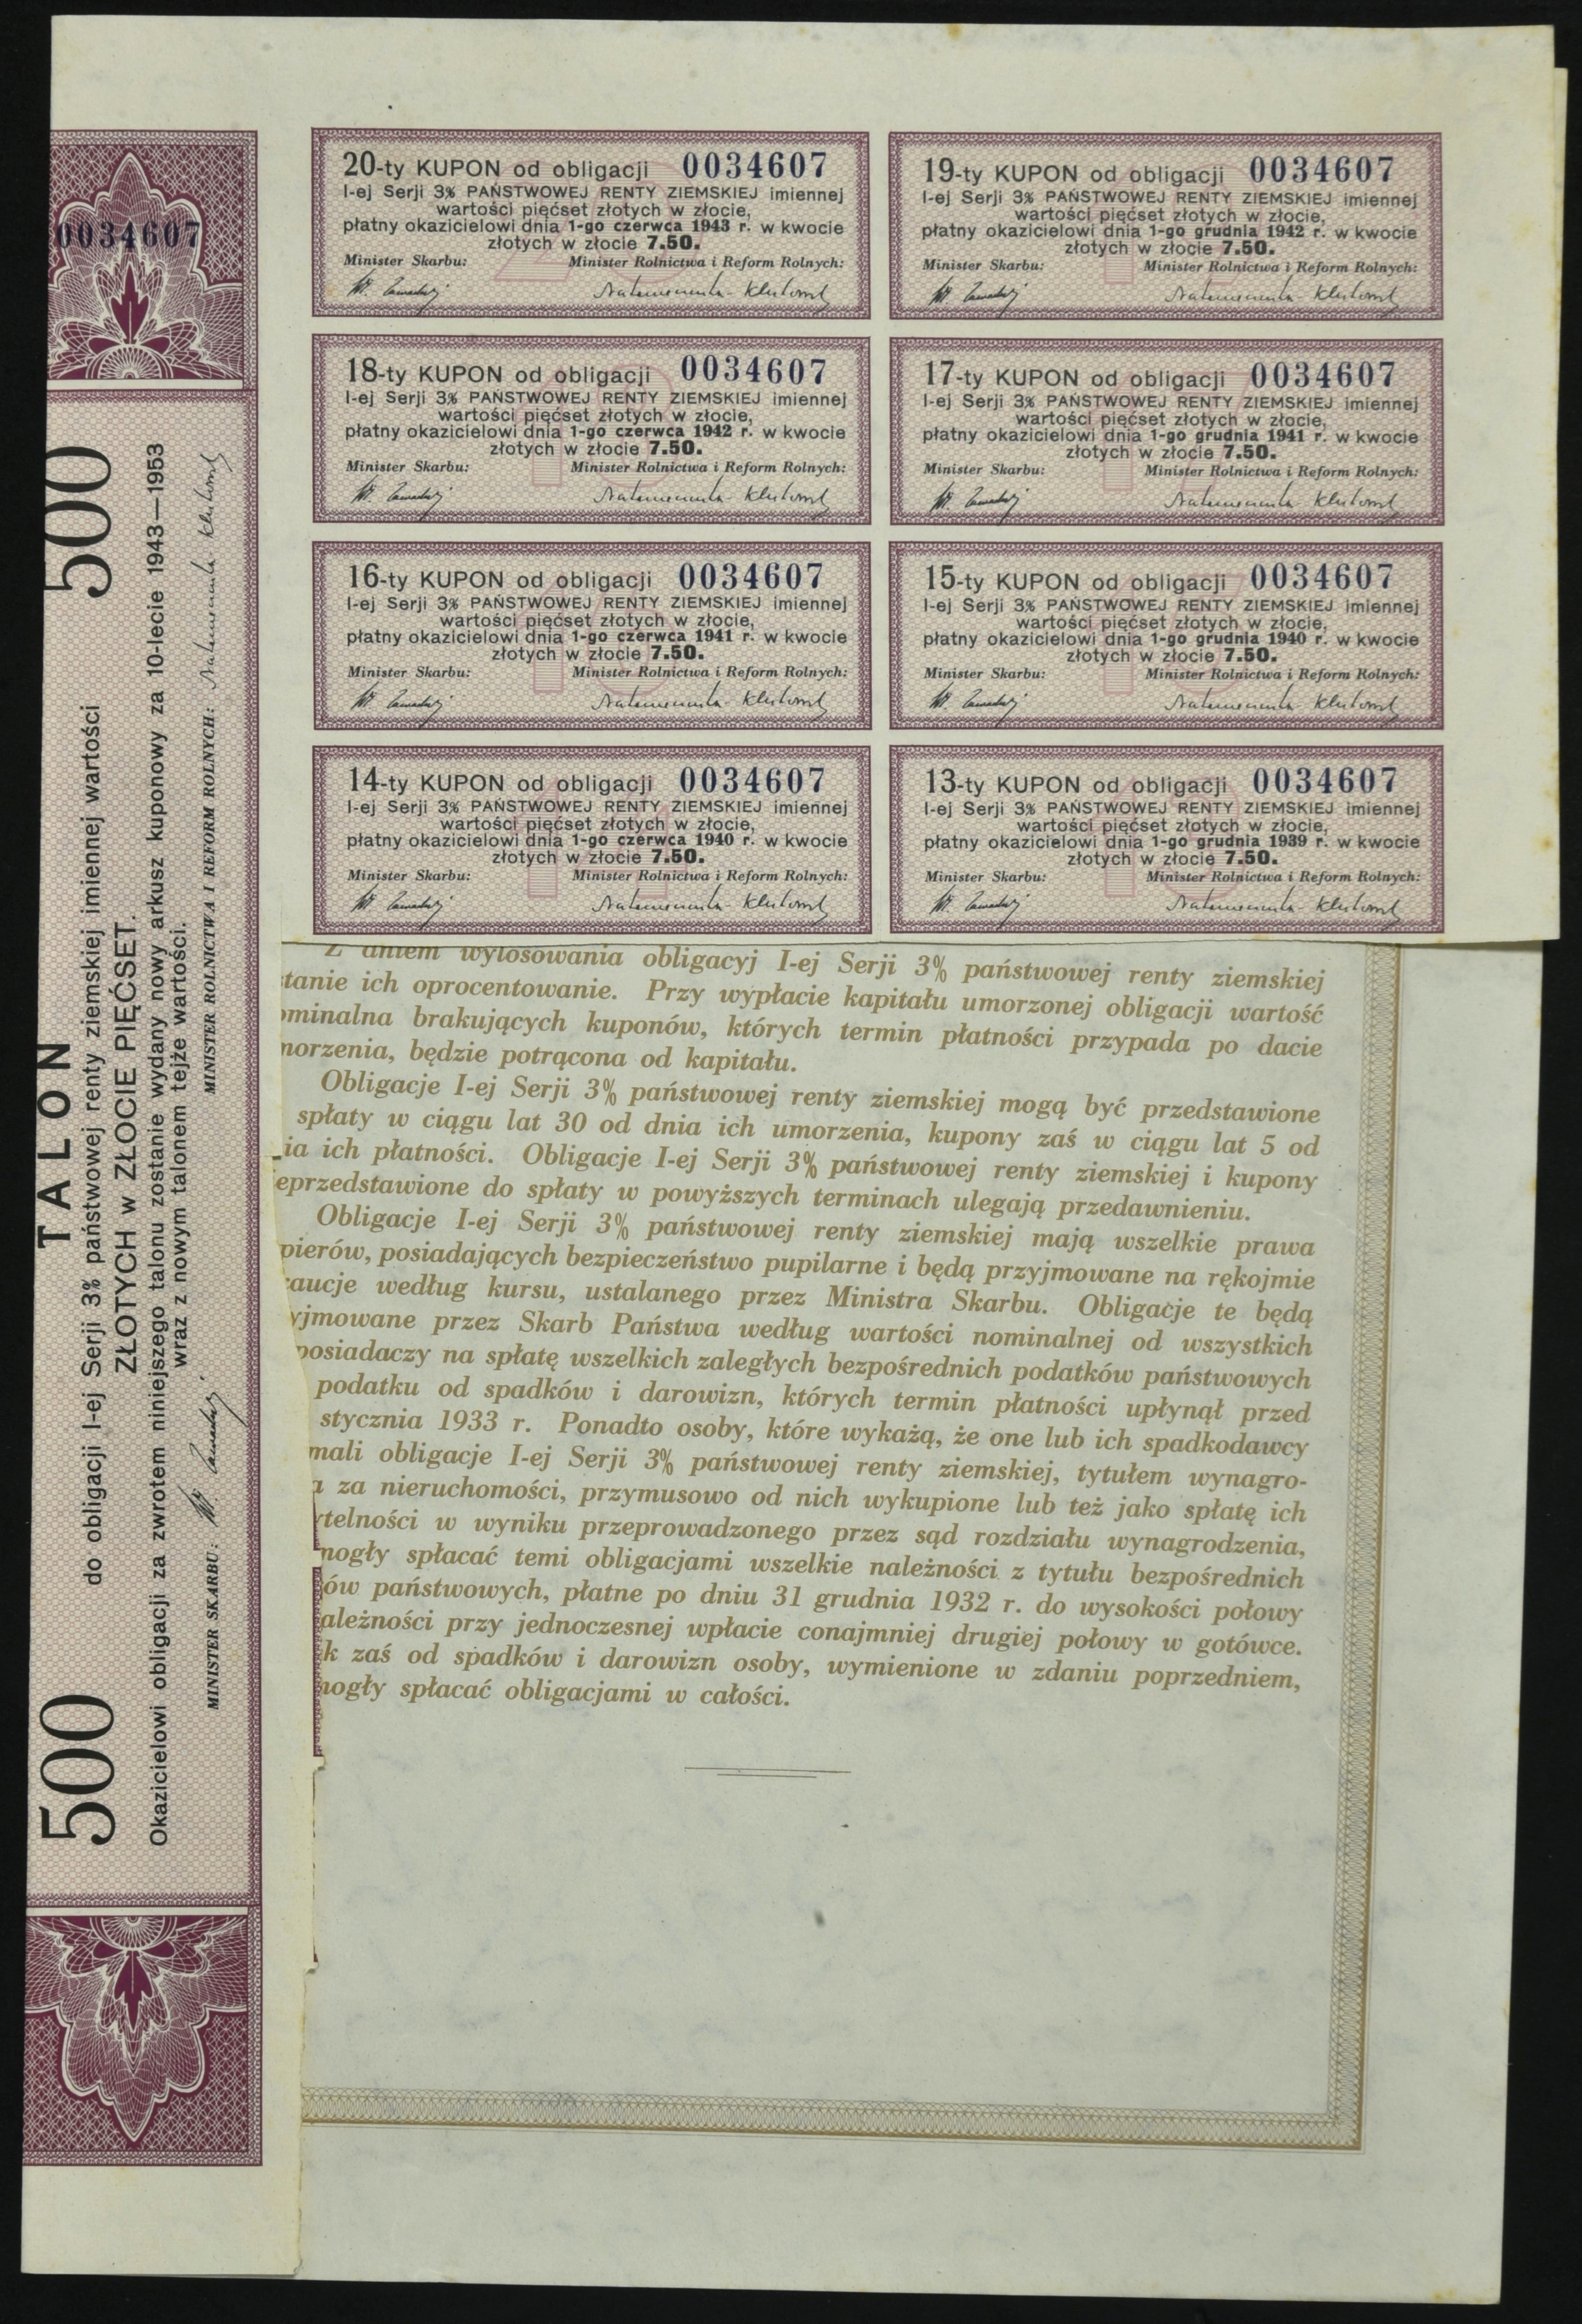 0034607
TALON
500 500
do obligacji I-ej Serji 3% państwowej renty ziemskiej imiennej wartości
ZŁOTYCH w ZŁOCIE PIĘĆSET.
Okazicielowi obligacji za zwrotem niniejszego talonu zostanie wydany nowy arkusz kuponowy za 10-lecie 1943—1953
wraz z nowym talonem tejże wartości.
MINISTER SKARBU: MINISTER ROLNICTWA I REFORM ROLNYCH:
20-ty KUPON od obligacji 0034607
I-ej Serji 3% PAŃSTWOWEJ RENTY ZIEMSKIEJ imiennej
wartości pięćset złotych w złocie,
płatny okazicielowi dnia 1-go czerwca 1943 r. w kwocie
złotych w złocie 7.50.
Minister Skarbu: Minister Rolnictwa i Reform Rolnych:
19-ty KUPON od obligacji 0034607
I-ej Serji 3% PAŃSTWOWEJ RENTY ZIEMSKIEJ imiennej
wartości pięćset złotych w złocie,
płatny okazicielowi dnia 1-go grudnia 1942 r. w kwocie
złotych w złocie 7.50.
Minister Skarbu: Minister Rolnictwa i Reform Rolnych:
18-ty KUPON od obligacji 0034607
I-ej Serji 3% PAŃSTWOWEJ RENTY ZIEMSKIEJ imiennej
wartości pięćset złotych w złocie,
płatny okazicielowi dnia 1-go czerwca 1942 r. w kwocie
złotych w złocie 7.50.
Minister Skarbu: Minister Rolnictwa i Reform Rolnych:
17-ty KUPON od obligacji 0034607
I-ej Serji 3% PAŃSTWOWEJ RENTY ZIEMSKIEJ imiennej
wartości pięćset złotych w złocie,
płatny okazicielowi dnia 1-go grudnia 1941 r. w kwocie
złotych w złocie 7.50.
Minister Skarbu: Minister Rolnictwa i Reform Rolnych:
16-ty KUPON od obligacji 0034607
I-ej Serji 3% PAŃSTWOWEJ RENTY ZIEMSKIEJ imiennej
wartości pięćset złotych w złocie,
płatny okazicielowi dnia 1-go czerwca 1941 r. w kwocie
złotych w złocie 7.50.
Minister Skarbu: Minister Rolnictwa i Reform Rolnych:
15-ty KUPON od obligacji 0034607
I-ej Serji 3% PAŃSTWOWEJ RENTY ZIEMSKIEJ imiennej
wartości pięćset złotych w złocie,
płatny okazicielowi dnia 1-go grudnia 1940 r. w kwocie
złotych w złocie 7.50.
Minister Skarbu: Minister Rolnictwa i Reform Rolnych:
14-ty KUPON od obligacji 0034607
I-ej Serji 3% PAŃSTWOWEJ RENTY ZIEMSKIEJ imiennej
wartości pięćset złotych w złocie,
płatny okazicielowi dnia 1-go czerwca 1940 r. w kwocie
złotych w złocie 7.50.
Minister Skarbu: Minister Rolnictwa i Reform Rolnych:
13-ty KUPON od obligacji 0034607
I-ej Serji 3% PAŃSTWOWEJ RENTY ZIEMSKIEJ imiennej
wartości pięćset złotych w złocie,
płatny okazicielowi dnia 1-go grudnia 1939 r. w kwocie
złotych w złocie 7.50.
Minister Skarbu: Minister Rolnictwa i Reform Rolnych:
Z dniem wylosowania obligacyj I-ej Serji 3% państwowej renty ziemskiej
stanie ich oprocentowanie. Przy wypłacie kapitału umorzonej obligacji wartość
ominalna brakujących kuponów, których termin płatności przypada po dacie
morzenia, będzie potrącona od kapitału.
Obligacje I-ej Serji 3% państwowej renty ziemskiej mogą być przedstawione
spłaty w ciągu lat 30 od dnia ich umorzenia, kupony zaś w ciągu lat 5 od
ia ich płatności. Obligacje I-ej Serji 3% państwowej renty ziemskiej i kupony
eprzedstawione do spłaty w powyższych terminach ulegają przedawnieniu.
Obligacje I-ej Serji 3% państwowej renty ziemskiej mają wszelkie prawa
pierów, posiadających bezpieczeństwo pupilarne i będą przyjmowane na rękojmie
kaucje według kursu, ustalanego przez Ministra Skarbu. Obligacje te będą
yjmowane przez Skarb Państwa według wartości nominalnej od wszystkich
posiadaczy na spłatę wszelkich zaległych bezpośrednich podatków państwowych
podatku od spadków i darowizn, których termin płatności upłynął przed
stycznia 1933 r. Ponadto osoby, które wykażą, że one lub ich spadkodawcy
mali obligacje I-ej Serji 3% państwowej renty ziemskiej, tytułem wynagro-
a za nieruchomości, przymusowo od nich wykupione lub też jako spłatę ich
ytelności w wyniku przeprowadzonego przez sąd rozdziału wynagrodzenia,
mogły spłacać temi obligacjami wszelkie należności z tytułu bezpośrednich
ów państwowych, płatne po dniu 31 grudnia 1932 r. do wysokości połowy
ależności przy jednoczesnej wpłacie conajmniej drugiej połowy w gotówce.
k zaś od spadków i darowizn osoby, wymienione w zdaniu poprzedniem,
mogły spłacać obligacjami w całości.